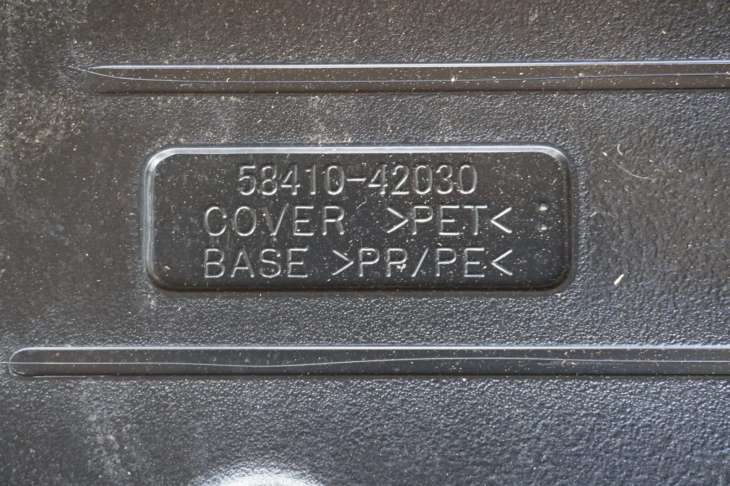 58410-42030
COVER >PET<
BASE >PP/PE<